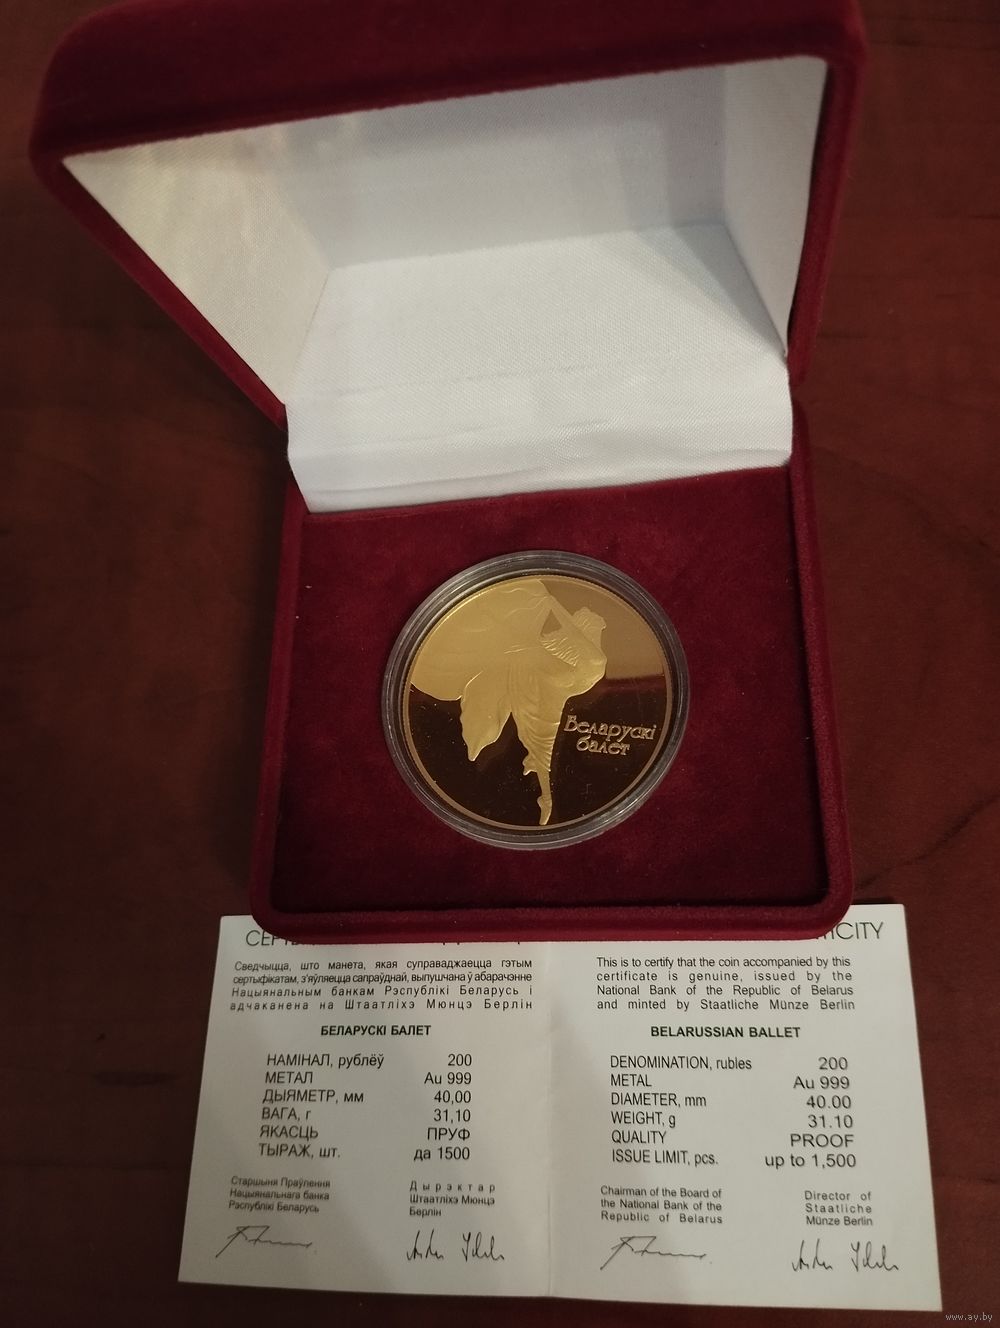 Беларускі
балет
CITY
Сведчыцца, што манета, якая суправаджаецца гэтым
сертыфікатам, з'яўляецца сапраўднай, выпушчана ў абарачэнне
Нацыянальным банкам Рэспублікі Беларусь і
адчаканена на Штаатліхэ Мюнцэ Берлін
БЕЛАРУСКІ БАЛЕТ
НАМІНАЛ, рублёў 200
МЕТАЛ Au 999
ДЫЯМЕТР, мм 40,00
ВАГА, г 31,10
ЯКАСЦЬ ПРУФ
ТЫРАЖ, шт. да 1500
Старшыня Праўлення
Нацыянальнага банка
Рэспублікі Беларусь
Дырэктар
Штаатліхэ Мюнцэ
Берлін
This is to certify that the coin accompanied by this
certificate is genuine, issued by the
National Bank of the Republic of Belarus
and minted by Staatliche Münze Berlin
BELARUSSIAN BALLET
DENOMINATION, rubles 200
METAL Au 999
DIAMETER, mm 40.00
WEIGHT, g 31.10
QUALITY PROOF
ISSUE LIMIT, pcs. up to 1,500
Chairman of the Board of
the National Bank of the
Republic of Belarus
Director of
Staatliche
Münze Berlin
www.ay.by